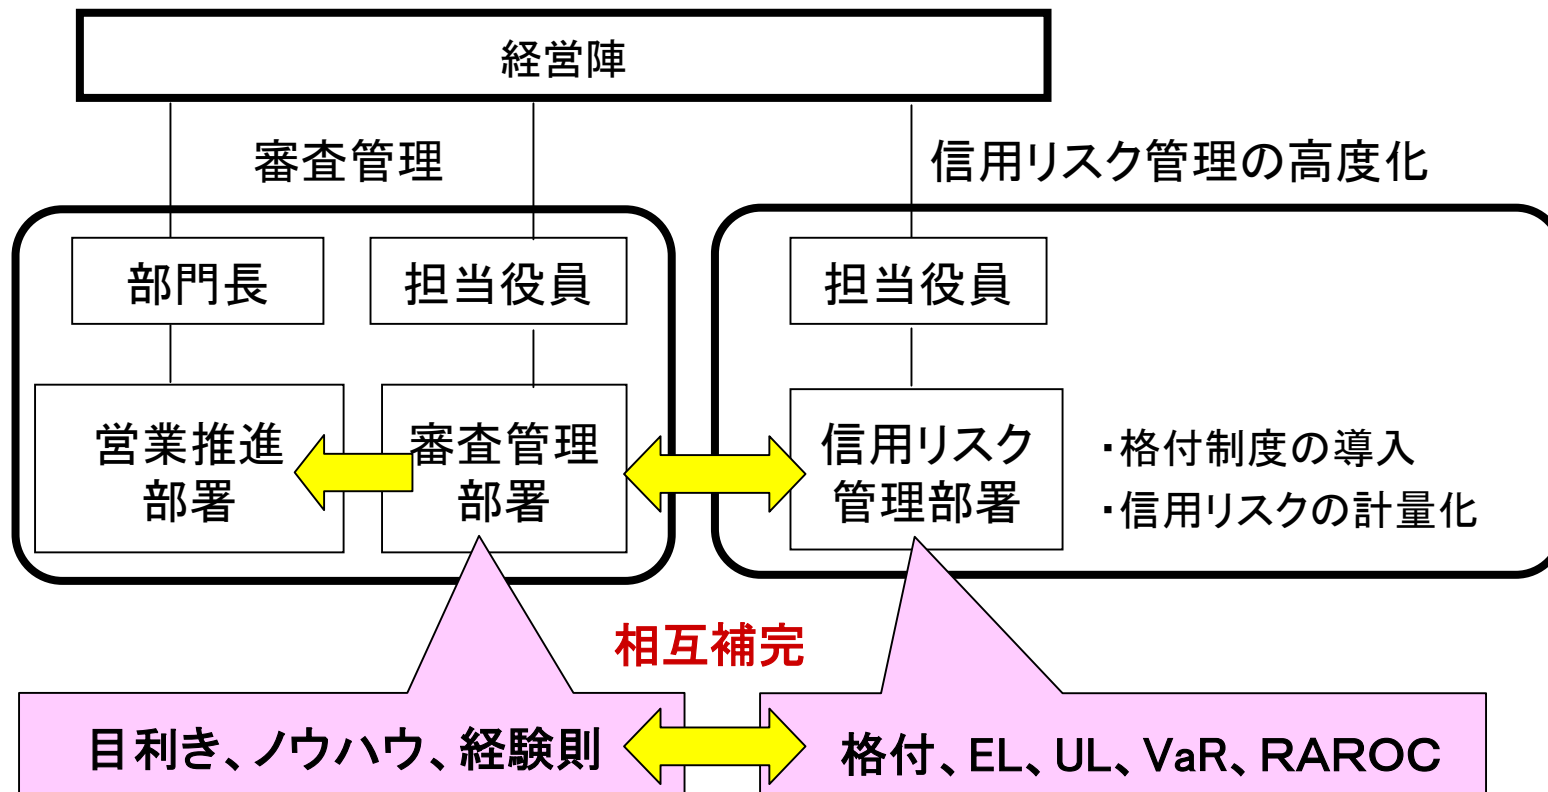 経営陣
審査管理
信用リスク管理の高度化
部門長
担当役員
担当役員
営業推進
部署
審査管理
部署
信用リスク
管理部署
・格付制度の導入
・信用リスクの計量化
相互補完
目利き、ノウハウ、経験則
格付、EL、UL、VaR、RAROC